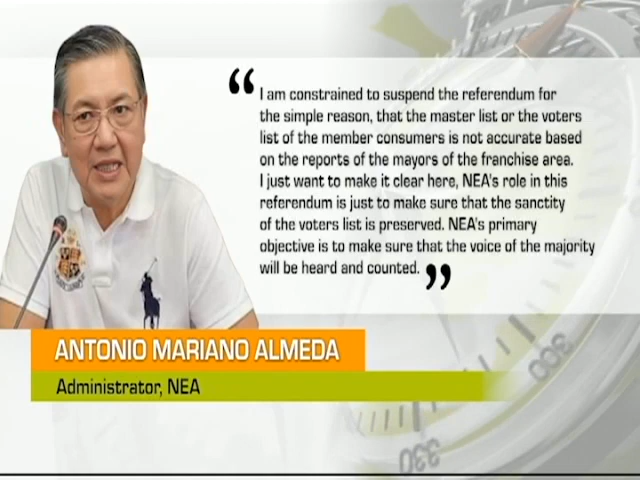 “ I am constrained to suspend the referendum for
the simple reason, that the master list or the voters
list of the member consumers is not accurate based
on the reports of the mayors of the franchise area.
I just want to make it clear here, NEA's role in this
referendum is just to make sure that the sanctity
of the voters list is preserved. NEA's primary
objective is to make sure that the voice of the majority
will be heard and counted. ”
ANTONIO MARIANO ALMEDA
Administrator, NEA
300
330